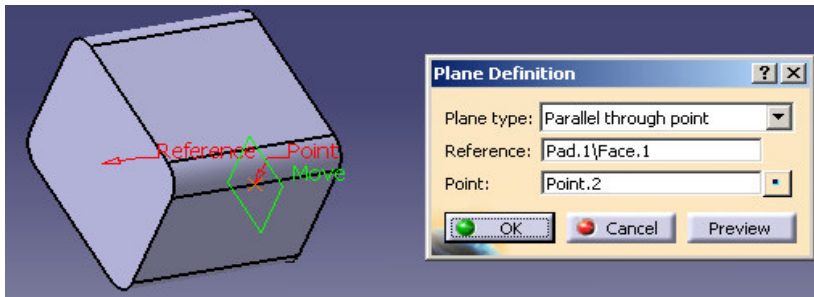 Reference
Point
Move
Plane Definition
Plane type: Parallel through point
Reference: Pad.1\Face.1
Point: Point.2
OK Cancel Preview